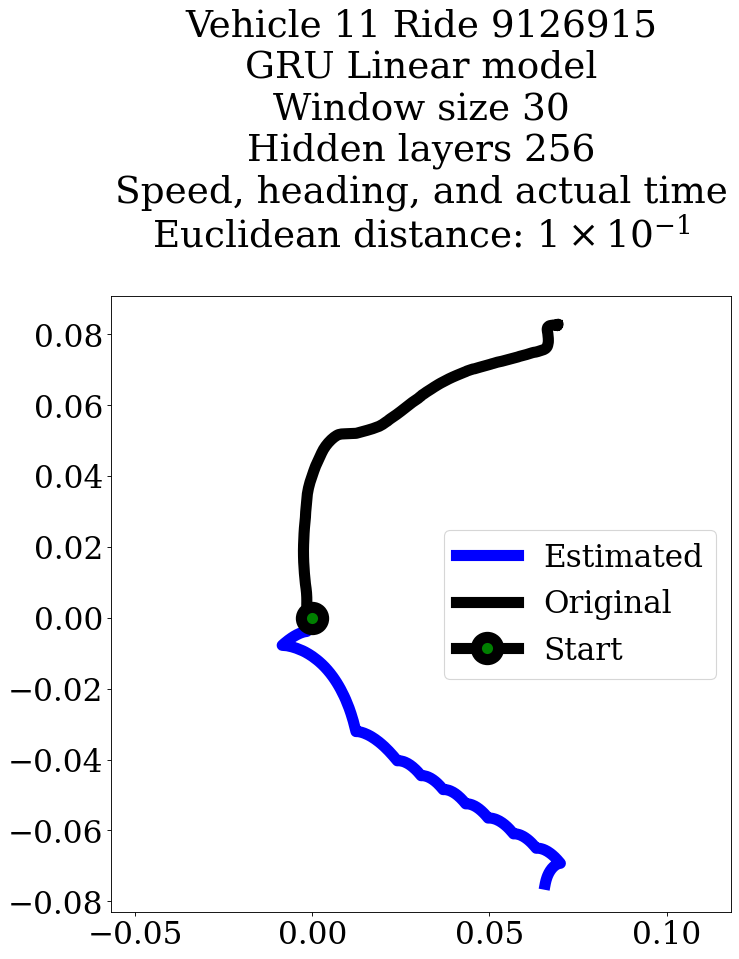 Vehicle 11 Ride 9126915
GRU Linear model
Window size 30
Hidden layers 256
Speed, heading, and actual time
Euclidean distance: 1 × 10⁻¹
0.08
0.06
0.04
0.02
0.00
−0.02
−0.04
−0.06
−0.08
Estimated
Original
Start
−0.05
0.00
0.05
0.10